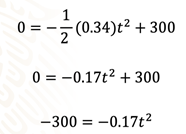 0 = −1/2(0.34)t² + 300
0 = −0.17t² + 300
−300 = −0.17t²